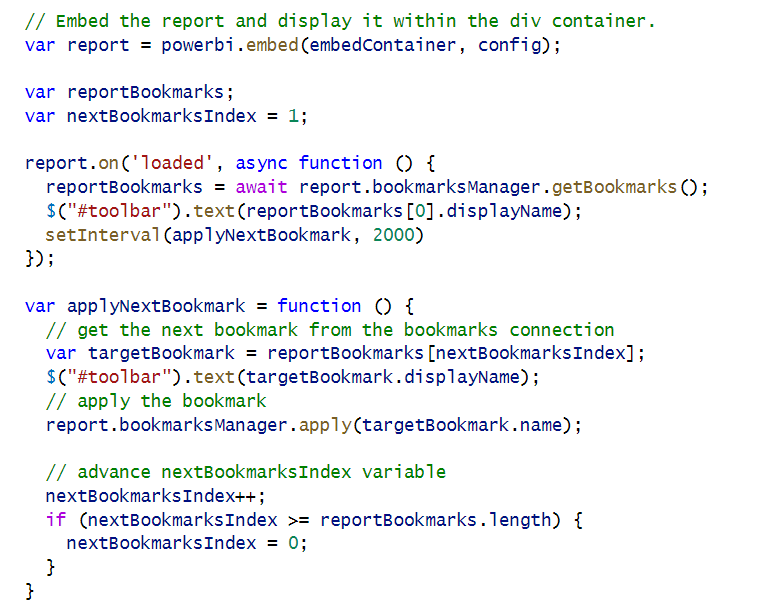 // Embed the report and display it within the div container.
var report = powerbi.embed(embedContainer, config);

var reportBookmarks;
var nextBookmarksIndex = 1;

report.on('loaded', async function () {
  reportBookmarks = await report.bookmarksManager.getBookmarks();
  $("#toolbar").text(reportBookmarks[0].displayName);
  setInterval(applyNextBookmark, 2000)
});

var applyNextBookmark = function () {
  // get the next bookmark from the bookmarks connection
  var targetBookmark = reportBookmarks[nextBookmarksIndex];
  $("#toolbar").text(targetBookmark.displayName);
  // apply the bookmark
  report.bookmarksManager.apply(targetBookmark.name);

  // advance nextBookmarksIndex variable
  nextBookmarksIndex++;
  if (nextBookmarksIndex >= reportBookmarks.length) {
    nextBookmarksIndex = 0;
  }
}